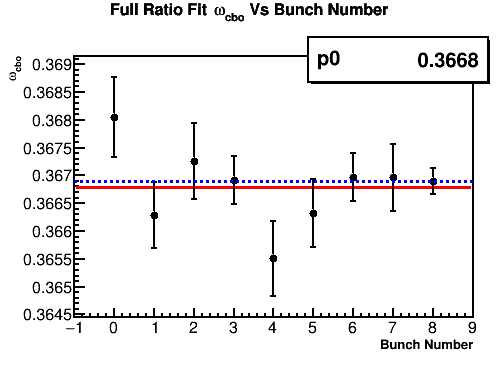 Full Ratio Fit ω_cbo Vs Bunch Number
p0 0.3668
ω_cbo
0.369
0.3685
0.368
0.3675
0.367
0.3665
0.366
0.3655
0.365
0.3645
−1 0 1 2 3 4 5 6 7 8 9
Bunch Number